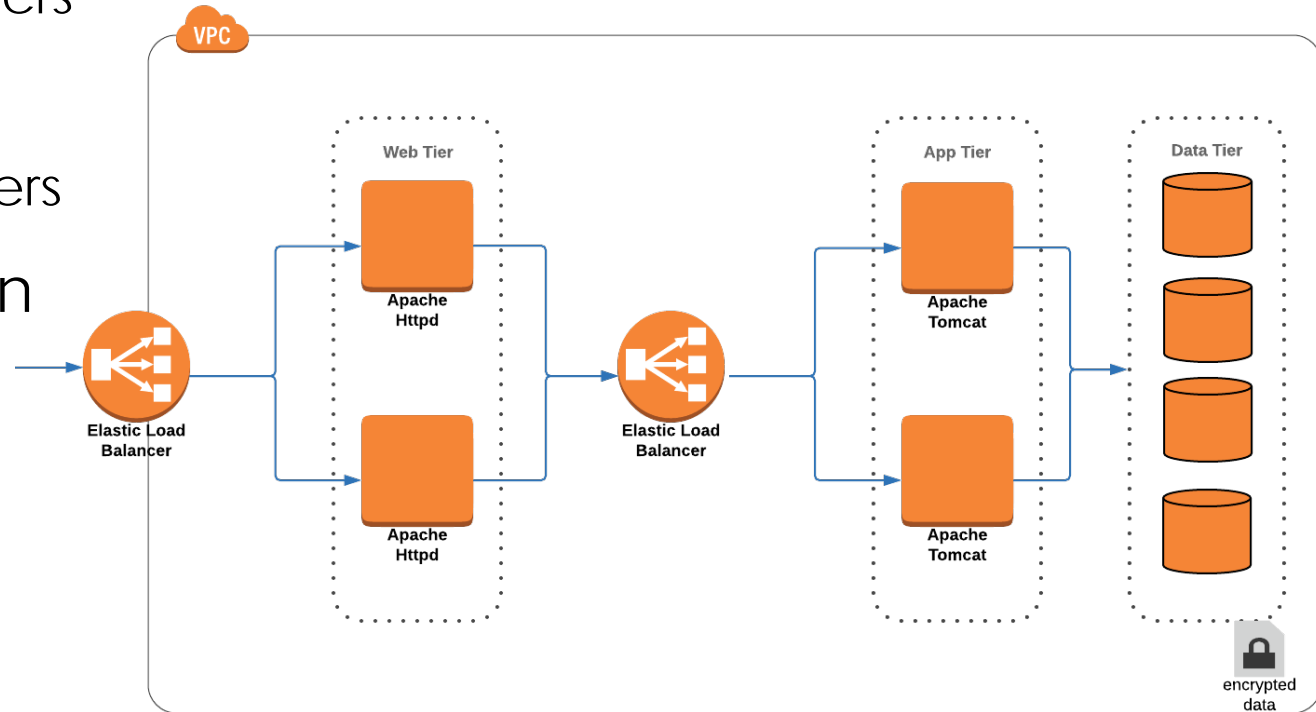 ers
ers
n
VPC
Web Tier
Apache
Httpd
Apache
Httpd
Elastic Load
Balancer
Elastic Load
Balancer
App Tier
Apache
Tomcat
Apache
Tomcat
Data Tier
encrypted
data